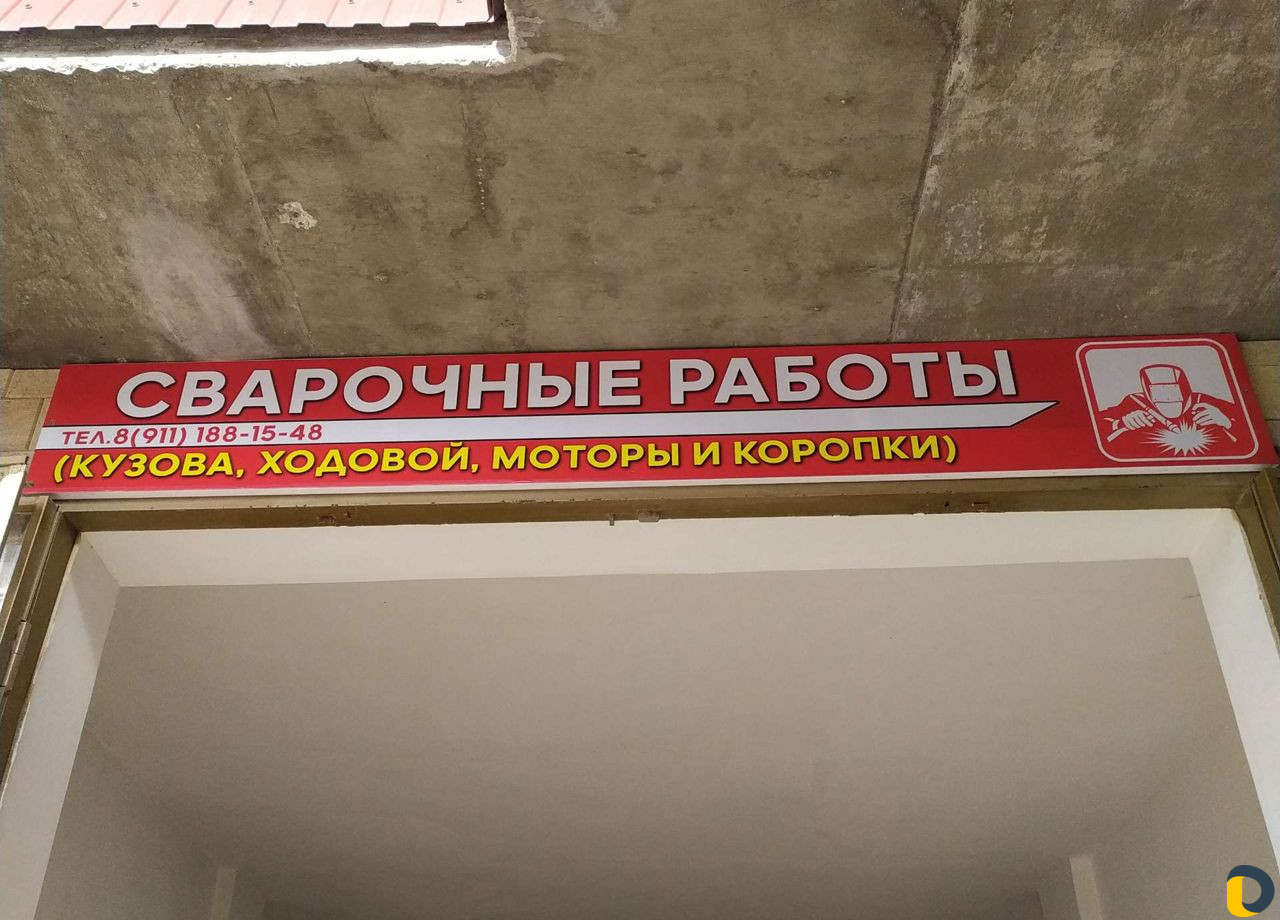 СВАРОЧНЫЕ РАБОТЫ
ТЕЛ.8(911) 188-15-48
(КУЗОВА, ХОДОВОЙ, МОТОРЫ И КОРОПКИ)